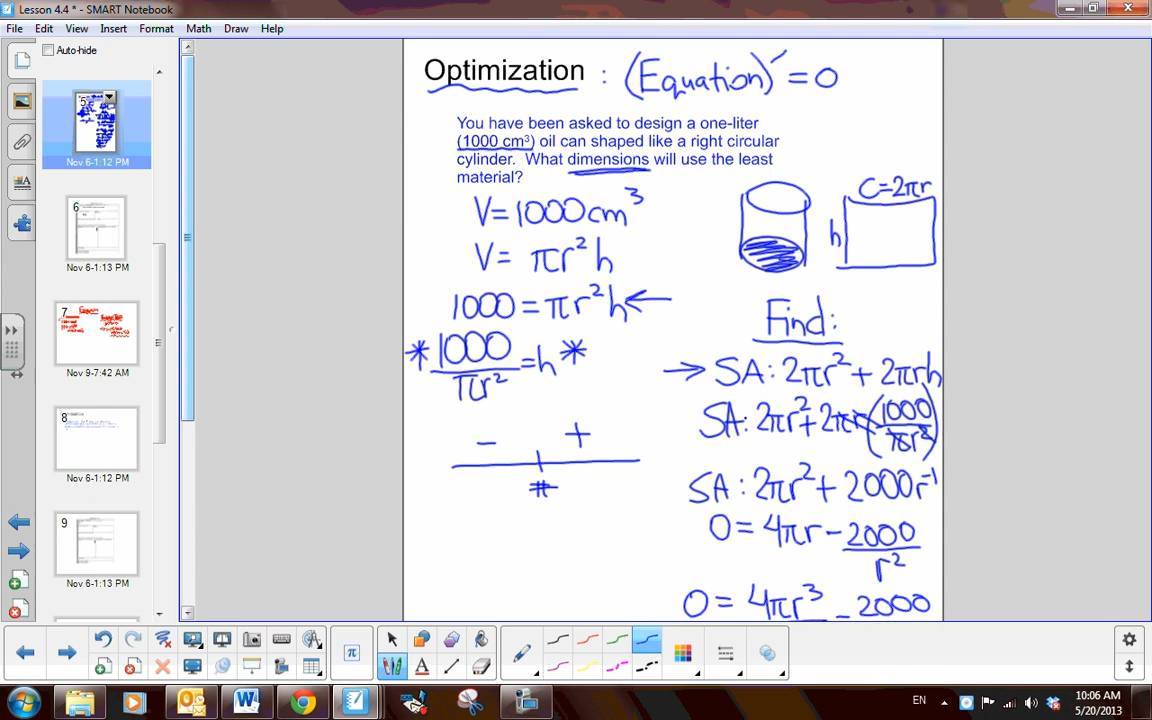 Lesson 4.4 * - SMART Notebook
File Edit View Insert Format Math Draw Help
Auto-hide
5
Nov 6-1:12 PM
6
Nov 6-1:13 PM
7
Nov 9-7:42 AM
8
9
Nov 6-1:13 PM
Optimization : (Equation)′ = 0
You have been asked to design a one-liter
(1000 cm³) oil can shaped like a right circular
cylinder. What dimensions will use the least
material?
V = 1000 cm³
V = πr²h
1000 = πr²h ←
* 1000/πr² = h *
− +
#
C=2πr
h
Find:
→ SA: 2πr² + 2πrh
SA: 2πr² + 2πr (1000/πr²)
SA: 2πr² + 2000r⁻¹
0 = 4πr − 2000/r²
0 = 4πr³ − 2000
π
A
W
EN
10:06 AM
5/20/2013